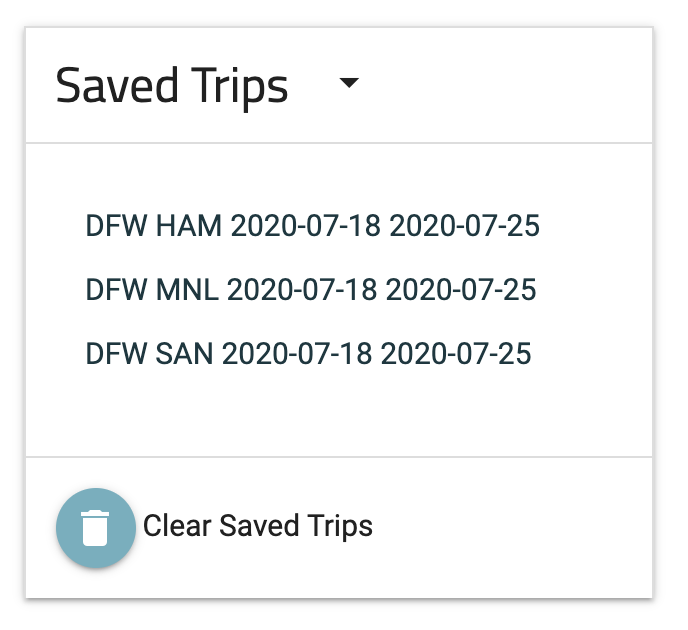 Saved Trips
DFW HAM 2020-07-18 2020-07-25
DFW MNL 2020-07-18 2020-07-25
DFW SAN 2020-07-18 2020-07-25
Clear Saved Trips